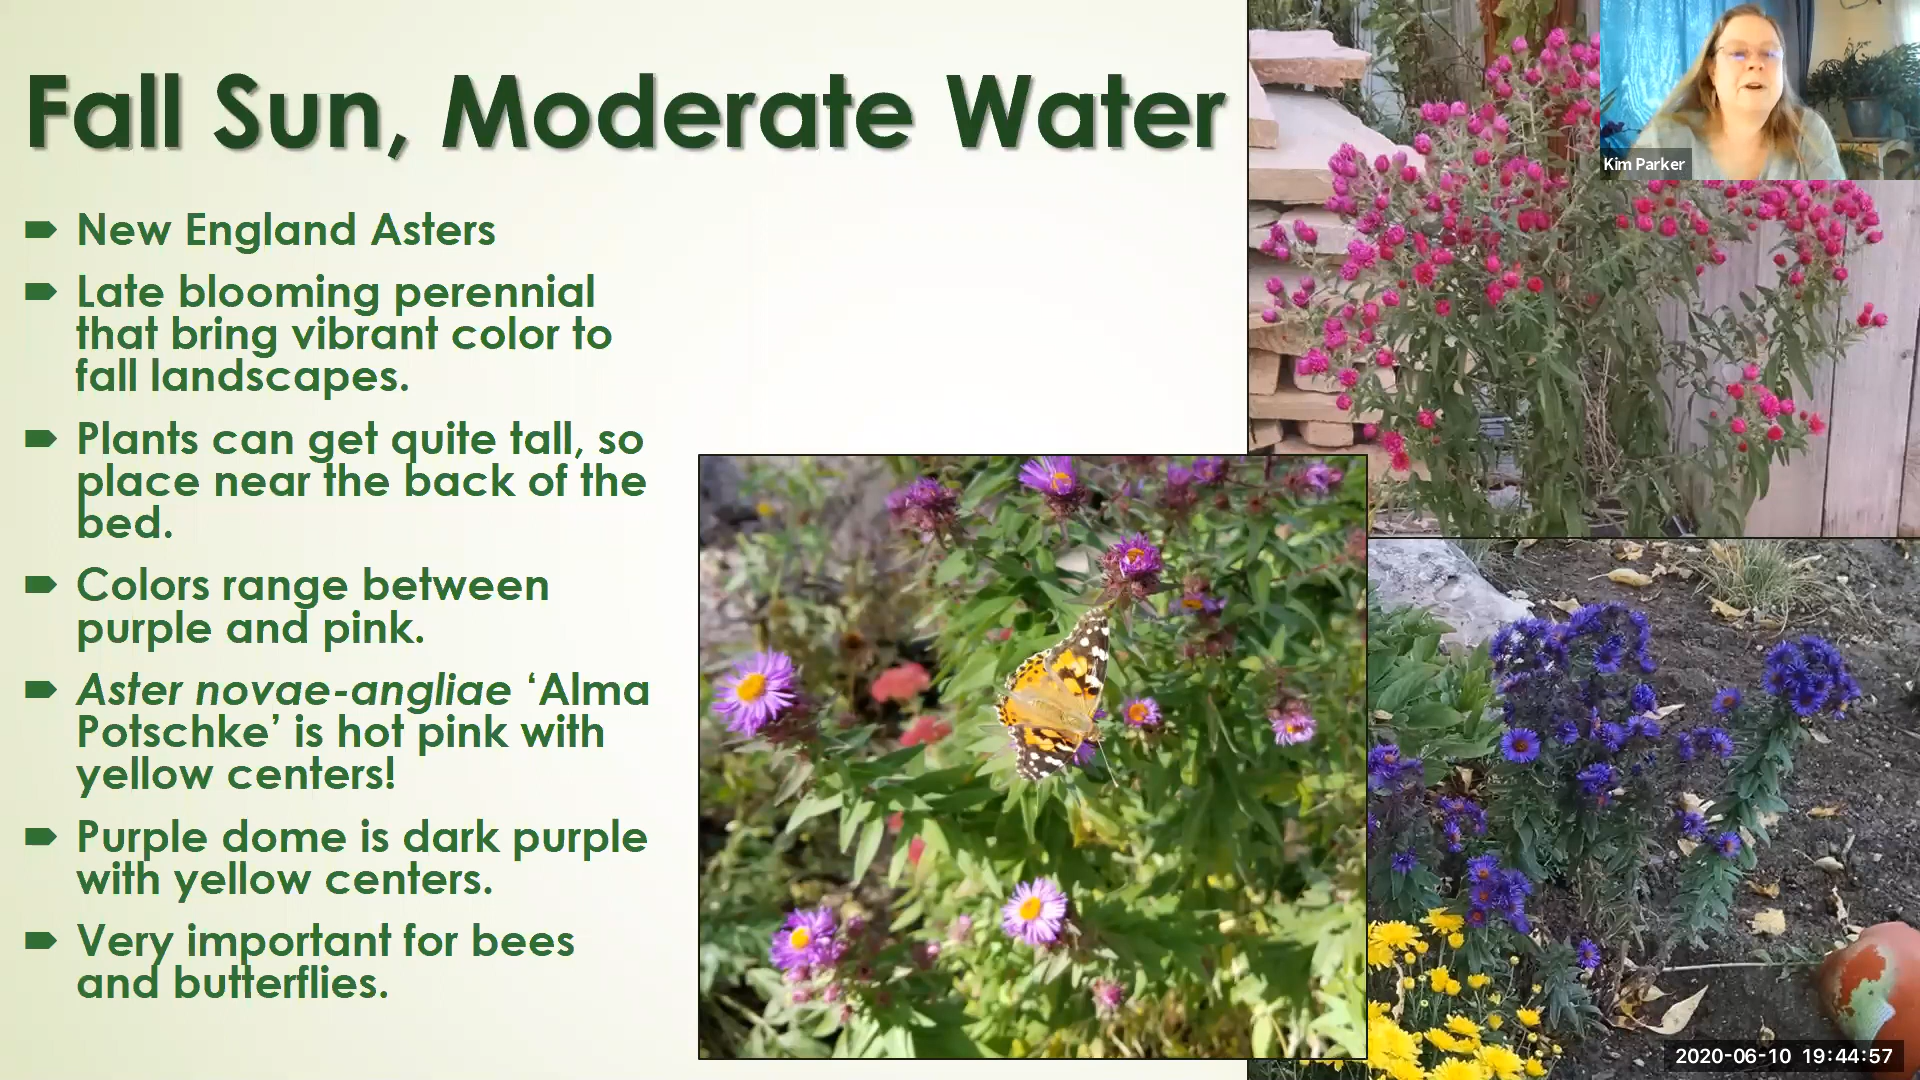 Fall Sun, Moderate Water
New England Asters
Late blooming perennial
that bring vibrant color to
fall landscapes.
Plants can get quite tall, so
place near the back of the
bed.
Colors range between
purple and pink.
Aster novae-angliae ‘Alma
Potschke’ is hot pink with
yellow centers!
Purple dome is dark purple
with yellow centers.
Very important for bees
and butterflies.
Kim Parker
2020-06-10 19:44:57